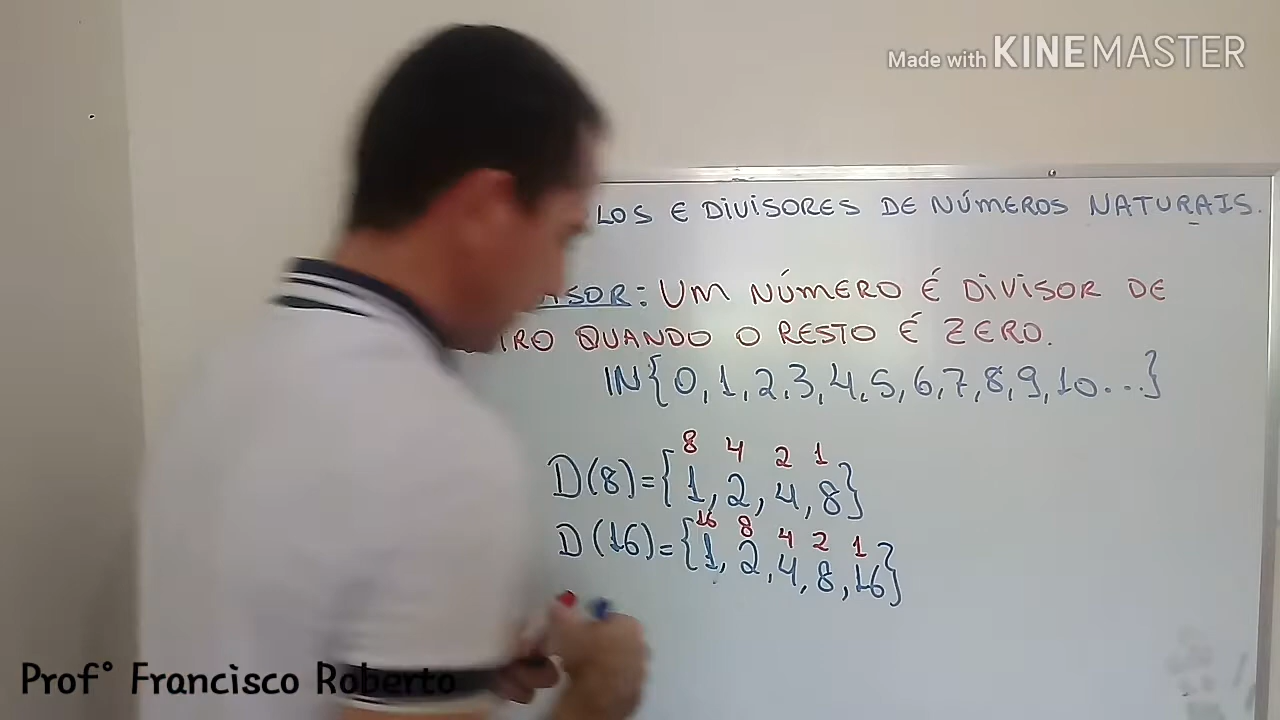 Made with KINEMASTER
LOS E DIVISORES DE NÚMEROS NATURAIS.
ISOR: UM NÚMERO É DIVISOR DE
TRO QUANDO O RESTO É ZERO.
IN{0,1,2,3,4,5,6,7,8,9,10...}
8 4 2 1
D(8)={1,2,4,8}
16 8 4 2 1
D(16)={1,2,4,8,16}
Prof° Francisco Roberto